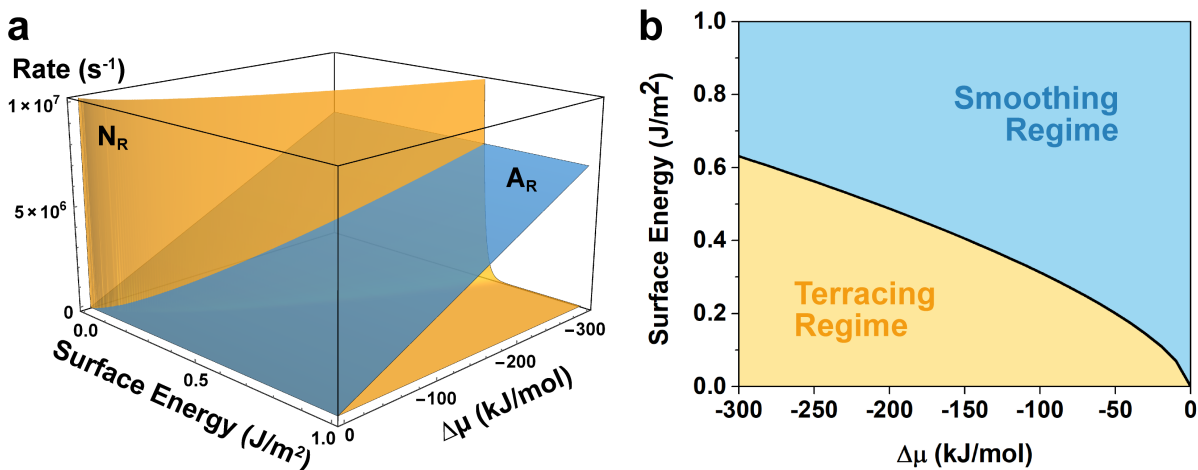 a
Rate (s⁻¹)
1 × 10⁷
5 × 10⁶
0
N_R
A_R
0.0
0.5
1.0
Surface Energy (J/m²)
0
−100
−200
−300
Δμ (kJ/mol)
b
Surface Energy (J/m²)
1.0
0.8
0.6
0.4
0.2
0.0
Smoothing
Regime
Terracing
Regime
-300 -250 -200 -150 -100 -50 0
Δμ (kJ/mol)